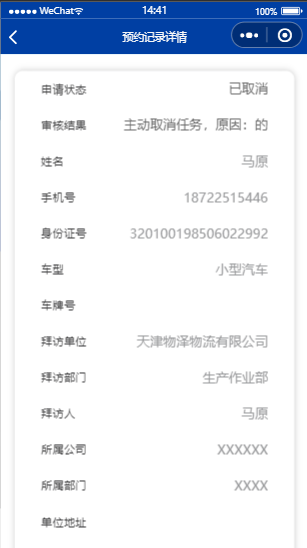 WeChat 14:41 100%
预约记录详情
申请状态 已取消
审核结果 主动取消任务，原因：的
姓名 马原
手机号 18722515446
身份证号 320100198506022992
车型 小型汽车
车牌号
拜访单位 天津物泽物流有限公司
拜访部门 生产作业部
拜访人 马原
所属公司 XXXXXX
所属部门 XXXX
单位地址